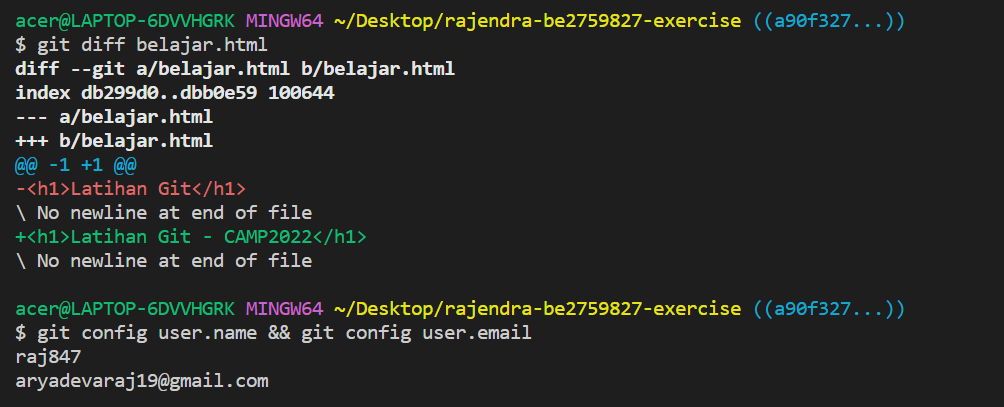 acer@LAPTOP-6DVVHGRK MINGW64 ~/Desktop/rajendra-be2759827-exercise ((a90f327...))
$ git diff belajar.html
diff --git a/belajar.html b/belajar.html
index db299d0..dbb0e59 100644
--- a/belajar.html
+++ b/belajar.html
@@ -1 +1 @@
-<h1>Latihan Git</h1>
\ No newline at end of file
+<h1>Latihan Git - CAMP2022</h1>
\ No newline at end of file
acer@LAPTOP-6DVVHGRK MINGW64 ~/Desktop/rajendra-be2759827-exercise ((a90f327...))
$ git config user.name && git config user.email
raj847
aryadevaraj19@gmail.com